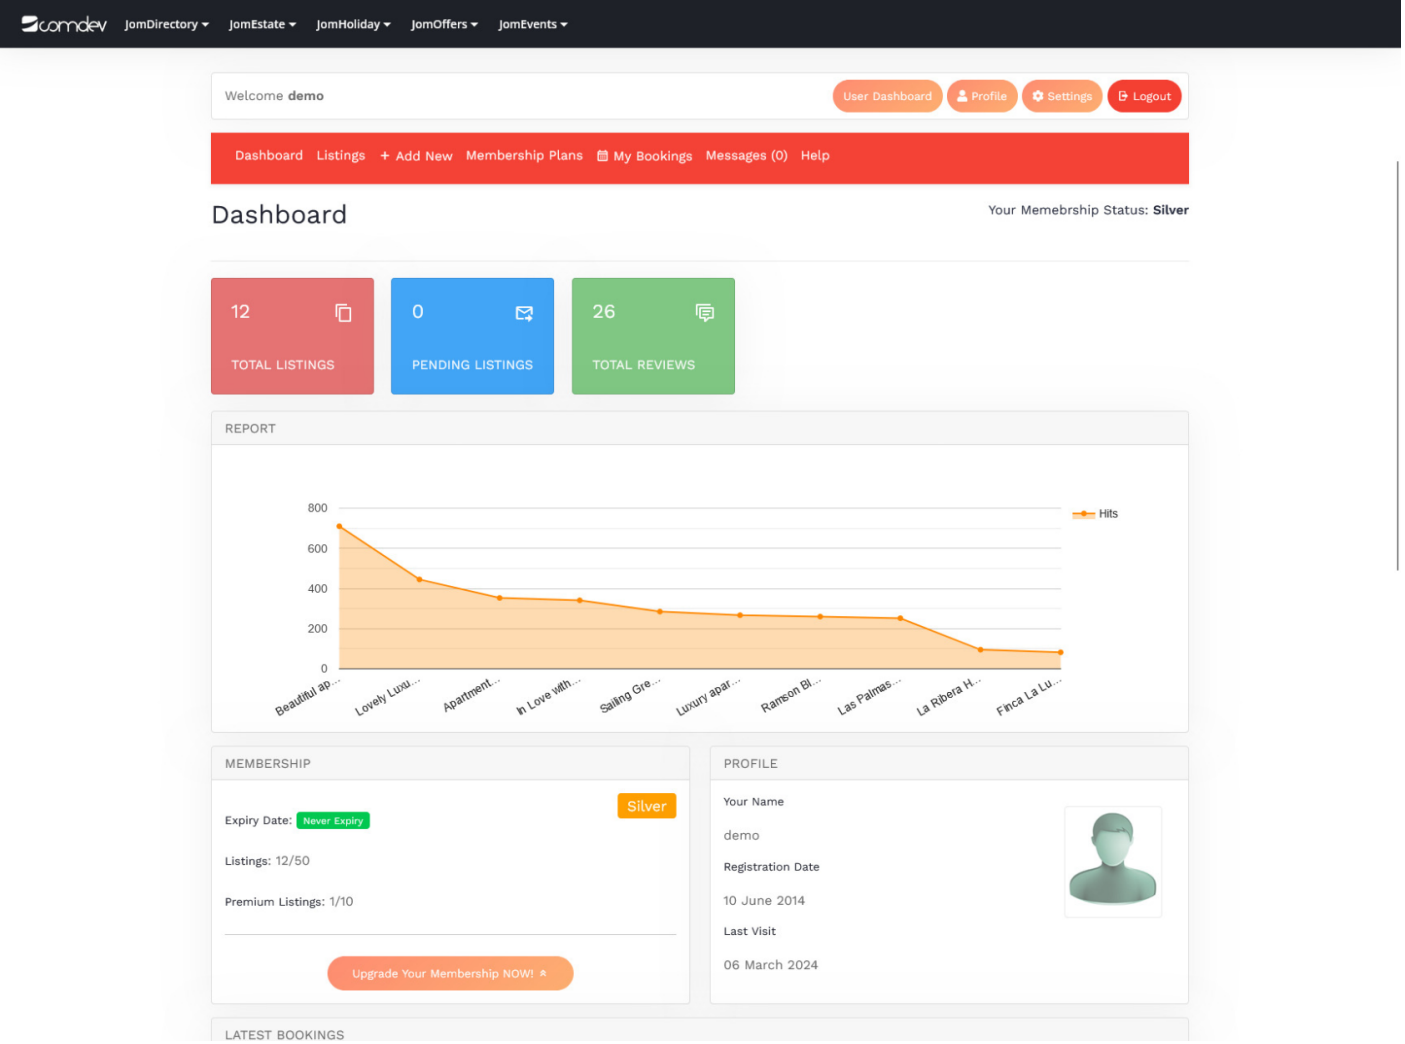 comdev JomDirectory JomEstate JomHoliday JomOffers JomEvents
Welcome demo User Dashboard Profile Settings Logout
Dashboard Listings + Add New Membership Plans My Bookings Messages (0) Help
Dashboard Your Memebrship Status: Silver
12 0 26
TOTAL LISTINGS PENDING LISTINGS TOTAL REVIEWS
REPORT
800
600
400
200
0
Hits
Beautiful ap... Lovely Luxu... Apartment... In Love with... Sailing Gre... Luxury apar... Ramson Bl... Las Palmas... La Ribera H... Finca La Lu...
MEMBERSHIP
Silver
Expiry Date: Never Expiry
Listings: 12/50
Premium Listings: 1/10
Upgrade Your Membership NOW!
PROFILE
Your Name
demo
Registration Date
10 June 2014
Last Visit
06 March 2024
LATEST BOOKINGS